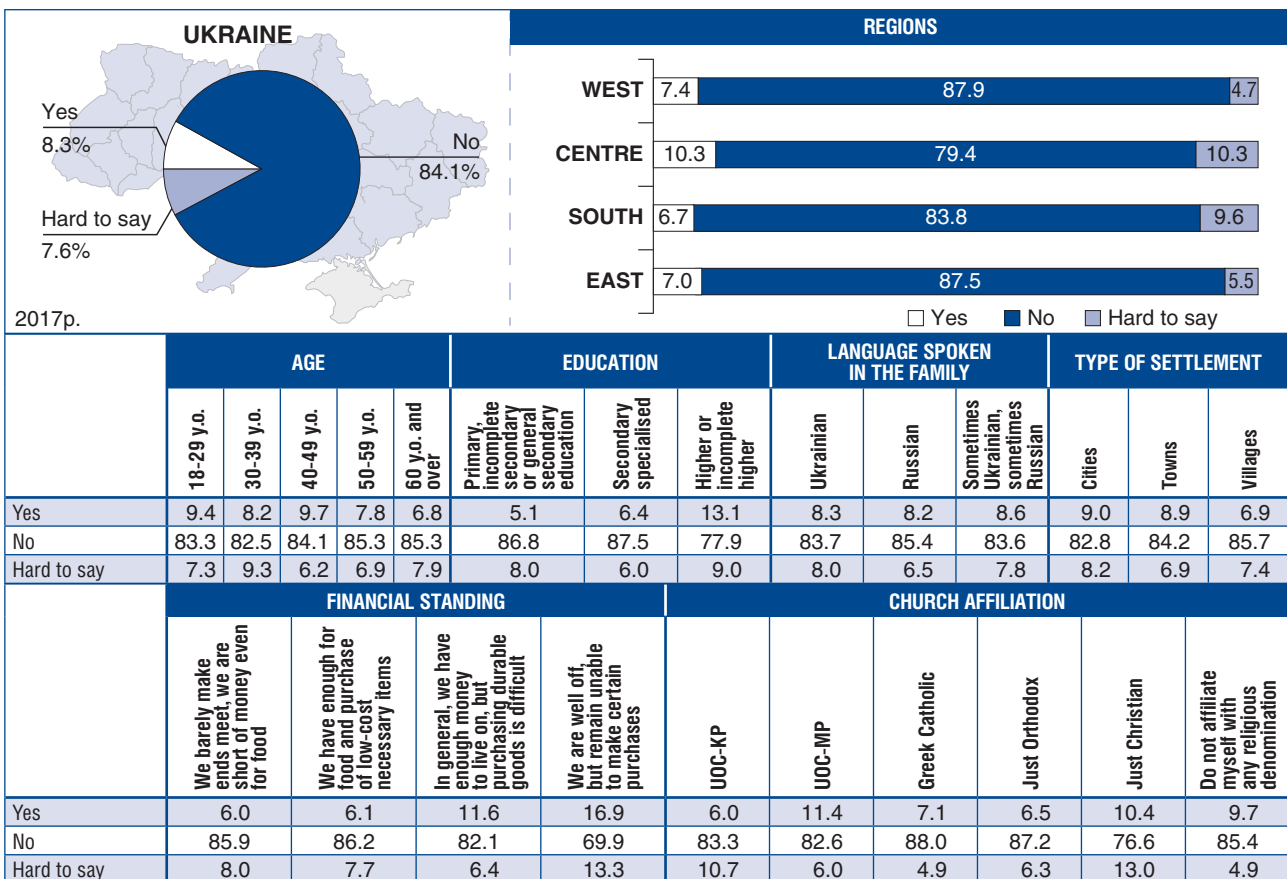 UKRAINE
Yes
8.3%
No
84.1%
Hard to say
7.6%
2017р.
REGIONS
WEST 7.4 87.9 4.7
CENTRE 10.3 79.4 10.3
SOUTH 6.7 83.8 9.6
EAST 7.0 87.5 5.5
Yes No Hard to say
AGE EDUCATION LANGUAGE SPOKEN IN THE FAMILY TYPE OF SETTLEMENT
18-29 y.o.
30-39 y.o.
40-49 y.o.
50-59 y.o.
60 y.o. and
over
Primary,
incomplete
secondary
or general
secondary
education
Secondary
specialised
Higher or
incomplete
higher
Ukrainian
Russian
Sometimes
Ukrainian,
sometimes
Russian
Cities
Towns
Villages
Yes 9.4 8.2 9.7 7.8 6.8 5.1 6.4 13.1 8.3 8.2 8.6 9.0 8.9 6.9
No 83.3 82.5 84.1 85.3 85.3 86.8 87.5 77.9 83.7 85.4 83.6 82.8 84.2 85.7
Hard to say 7.3 9.3 6.2 6.9 7.9 8.0 6.0 9.0 8.0 6.5 7.8 8.2 6.9 7.4
FINANCIAL STANDING CHURCH AFFILIATION
We barely make
ends meet, we are
short of money even
for food
We have enough for
food and purchase
of low-cost
necessary items
In general, we have
enough money
to live on, but
purchasing durable
goods is difficult
We are well off,
but remain unable
to make certain
purchases
UOC-KP
UOC-MP
Greek Catholic
Just Orthodox
Just Christian
Do not affiliate
myself with
any religious
denomination
Yes 6.0 6.1 11.6 16.9 6.0 11.4 7.1 6.5 10.4 9.7
No 85.9 86.2 82.1 69.9 83.3 82.6 88.0 87.2 76.6 85.4
Hard to say 8.0 7.7 6.4 13.3 10.7 6.0 4.9 6.3 13.0 4.9